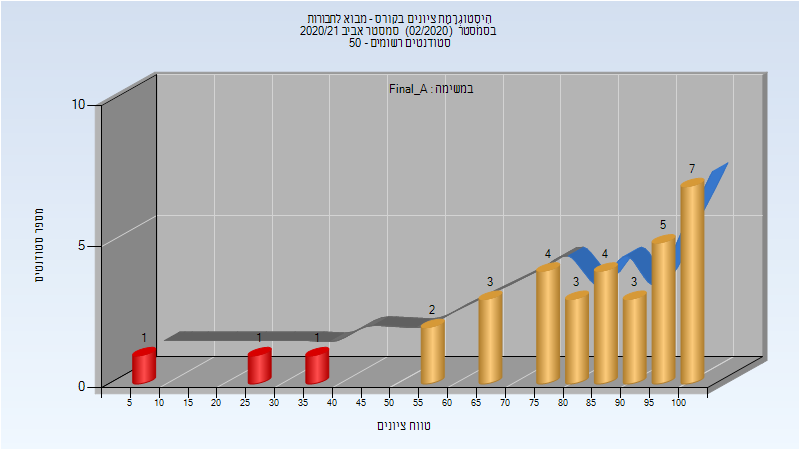 היסטוגרמת ציונים בקורס - מבוא לחבורות
בסמסטר (02/2020) סמסטר אביב 2020/21
סטודנטים רשומים - 50
במשימה : Final_A
מספר סטודנטים
10
5
0
1 1 1 2 3 4 3 4 3 5 7
5 10 15 20 25 30 35 40 45 50 55 60 65 70 75 80 85 90 95 100
טווח ציונים